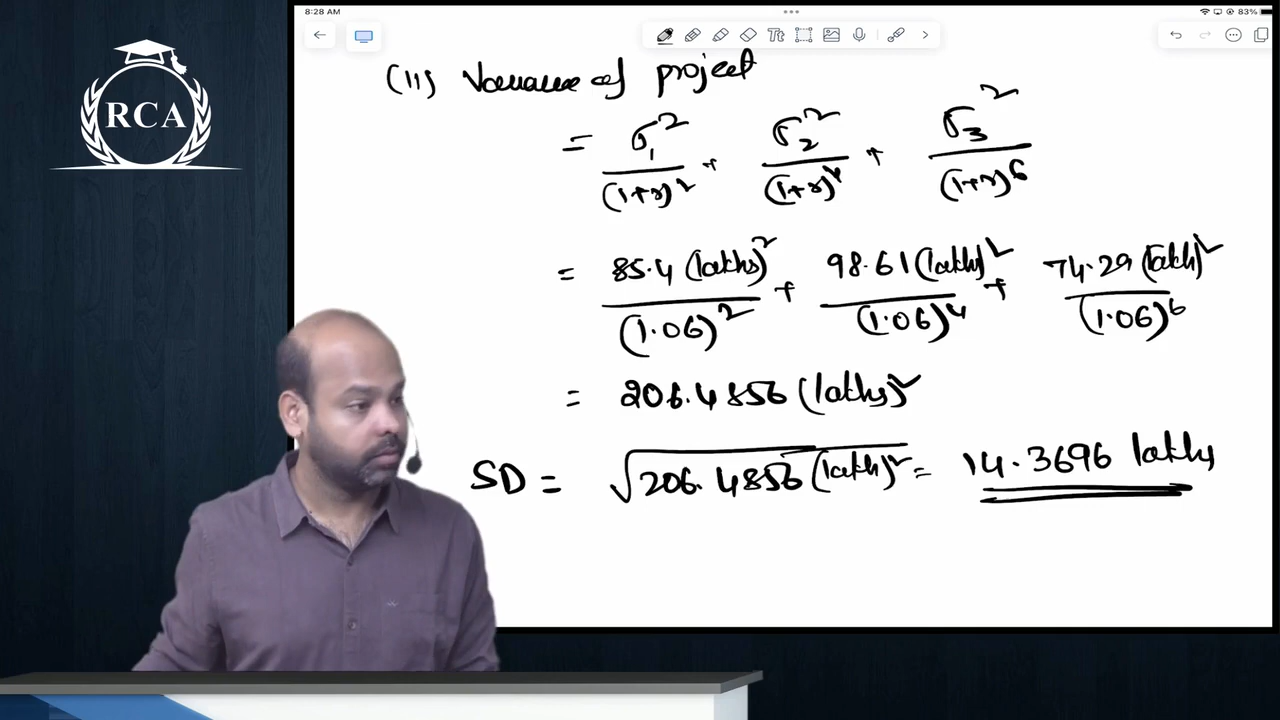 8:28 AM
83%
Tt
RCA
(ii) Variance of project
= σ₁²/(1+r)² + σ₂²/(1+r)⁴ + σ₃²/(1+r)⁶
= 85.4 (lakhs)²/(1.06)² + 98.61 (lakhs)²/(1.06)⁴ + 74.29 (lakh)²/(1.06)⁶
= 206.4856 (lakhs)²
SD = √206.4856 (lakh)² = 14.3696 lakhs